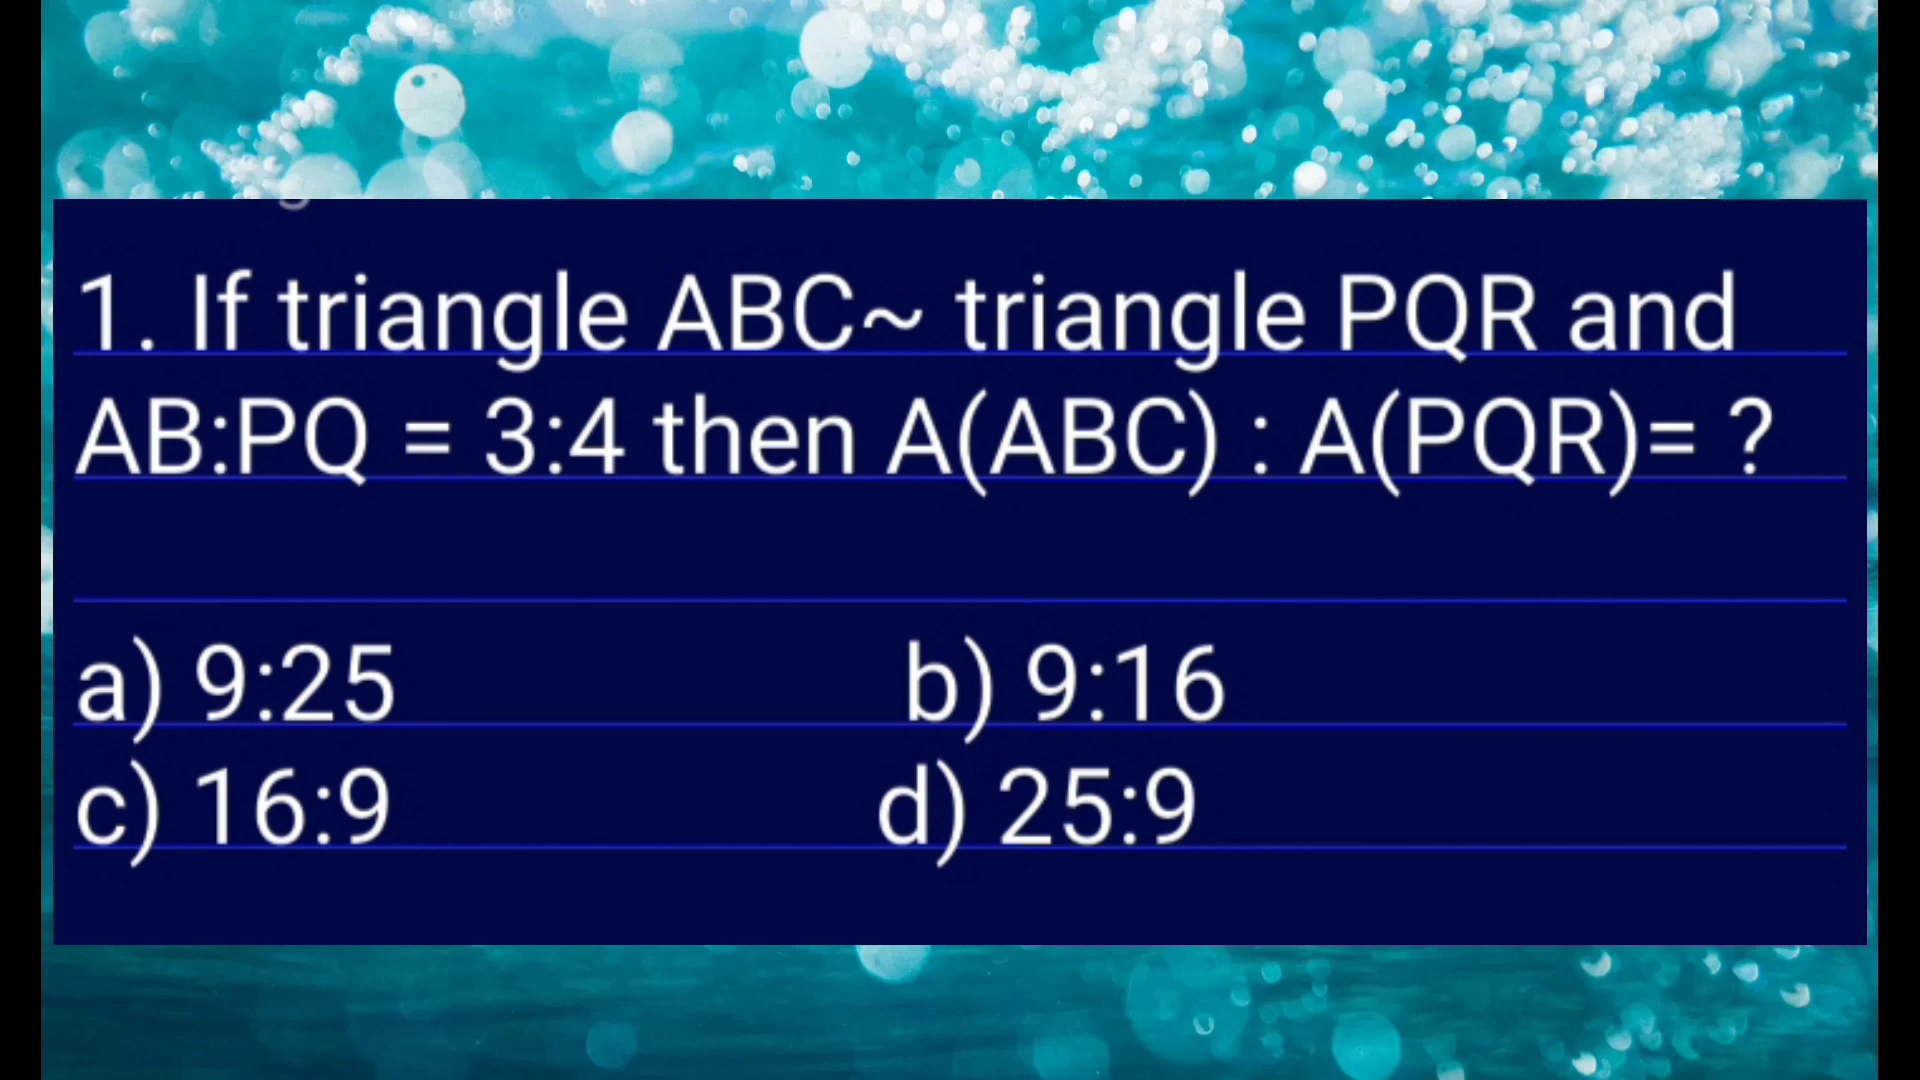 1. If triangle ABC~ triangle PQR and
AB:PQ = 3:4 then A(ABC) : A(PQR)= ?
a) 9:25 b) 9:16
c) 16:9 d) 25:9